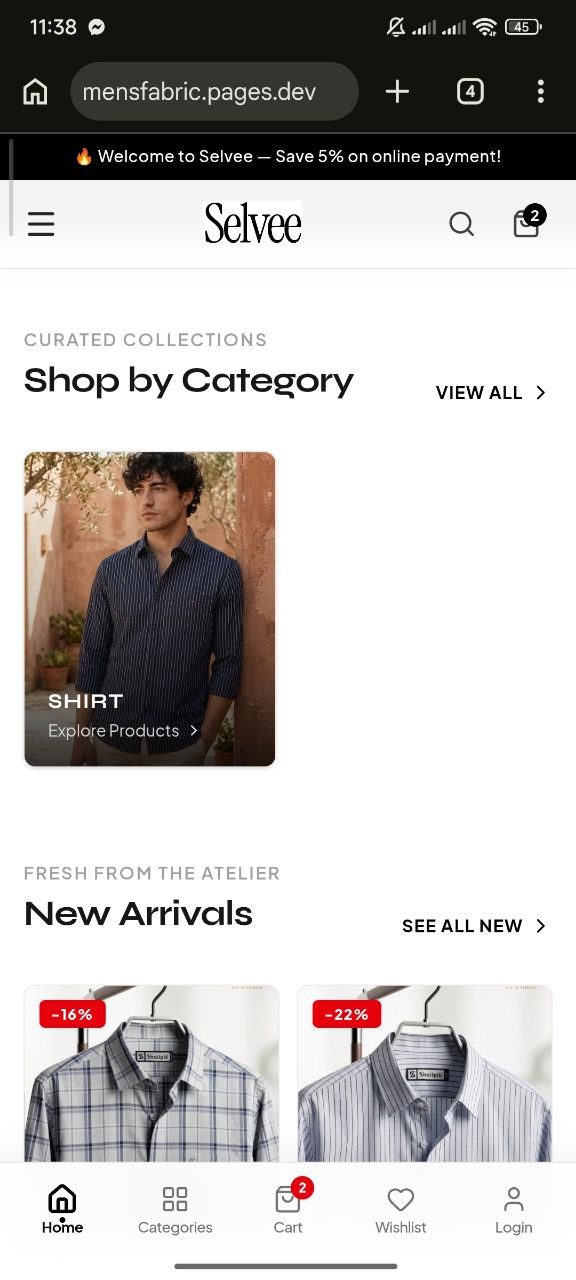 11:38
45
mensfabric.pages.dev
4
🔥 Welcome to Selvee — Save 5% on online payment!
Selvee
2
CURATED COLLECTIONS
Shop by Category
VIEW ALL
SHIRT
Explore Products
FRESH FROM THE ATELIER
New Arrivals
SEE ALL NEW
-16%
-22%
Shoilpik
Shoilpik
2
Home
Categories
Cart
Wishlist
Login